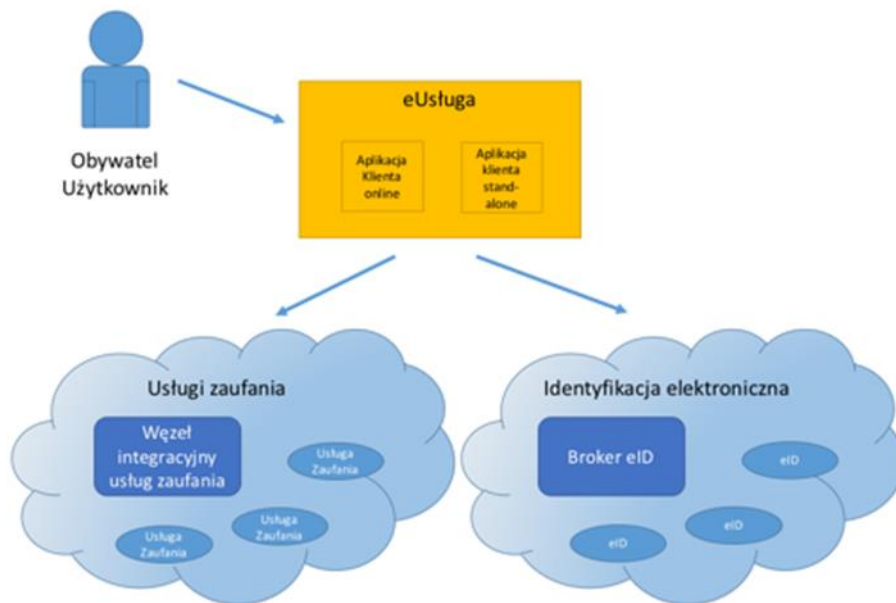 eUsługa
Obywatel
Użytkownik
Aplikacja
Klienta
online
Aplikacja
klienta
stand-
alone
Usługi zaufania
Węzeł
integracyjny
usług zaufania
Usługa
Zaufania
Usługa
Zaufania
Usługa
Zaufania
Identyfikacja elektroniczna
Broker eID
eID
eID
eID